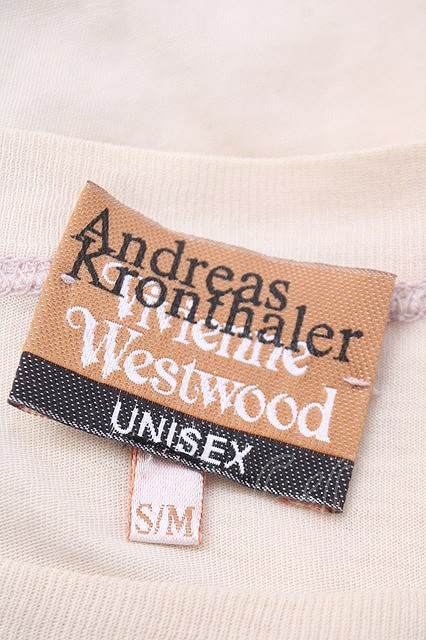 Andreas
Kronthaler
Vivienne
Westwood
UNISEX
S/M